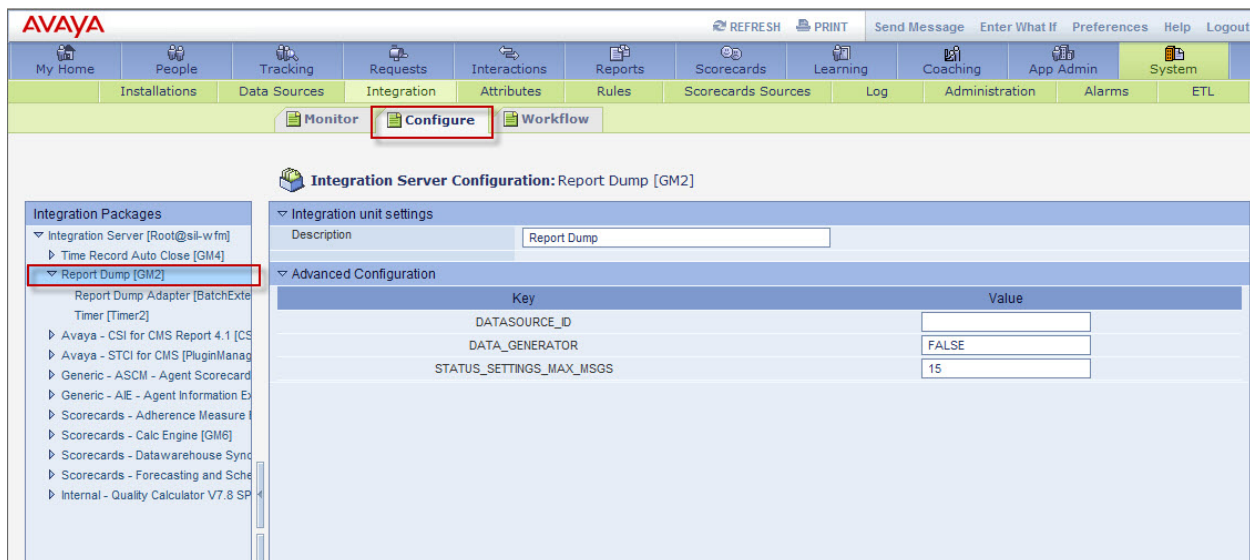 AVAYA
REFRESH PRINT Send Message Enter What If Preferences Help Logout
My Home People Tracking Requests Interactions Reports Scorecards Learning Coaching App Admin System
Installations Data Sources Integration Attributes Rules Scorecards Sources Log Administration Alarms ETL
Monitor Configure Workflow
Integration Server Configuration: Report Dump [GM2]
Integration Packages
Integration Server [Root@sil-wfm]
Time Record Auto Close [GM4]
Report Dump [GM2]
Report Dump Adapter [BatchExte
Timer [Timer2]
Avaya - CSI for CMS Report 4.1 [CS
Avaya - STCI for CMS [PluginManag
Generic - ASCM - Agent Scorecard
Generic - AIE - Agent Information Ex
Scorecards - Adherence Measure
Scorecards - Calc Engine [GM6]
Scorecards - Datawarehouse Sync
Scorecards - Forecasting and Sche
Internal - Quality Calculator V7.8 SP
Integration unit settings
Description Report Dump
Advanced Configuration
Key Value
DATASOURCE_ID
DATA_GENERATOR FALSE
STATUS_SETTINGS_MAX_MSGS 15